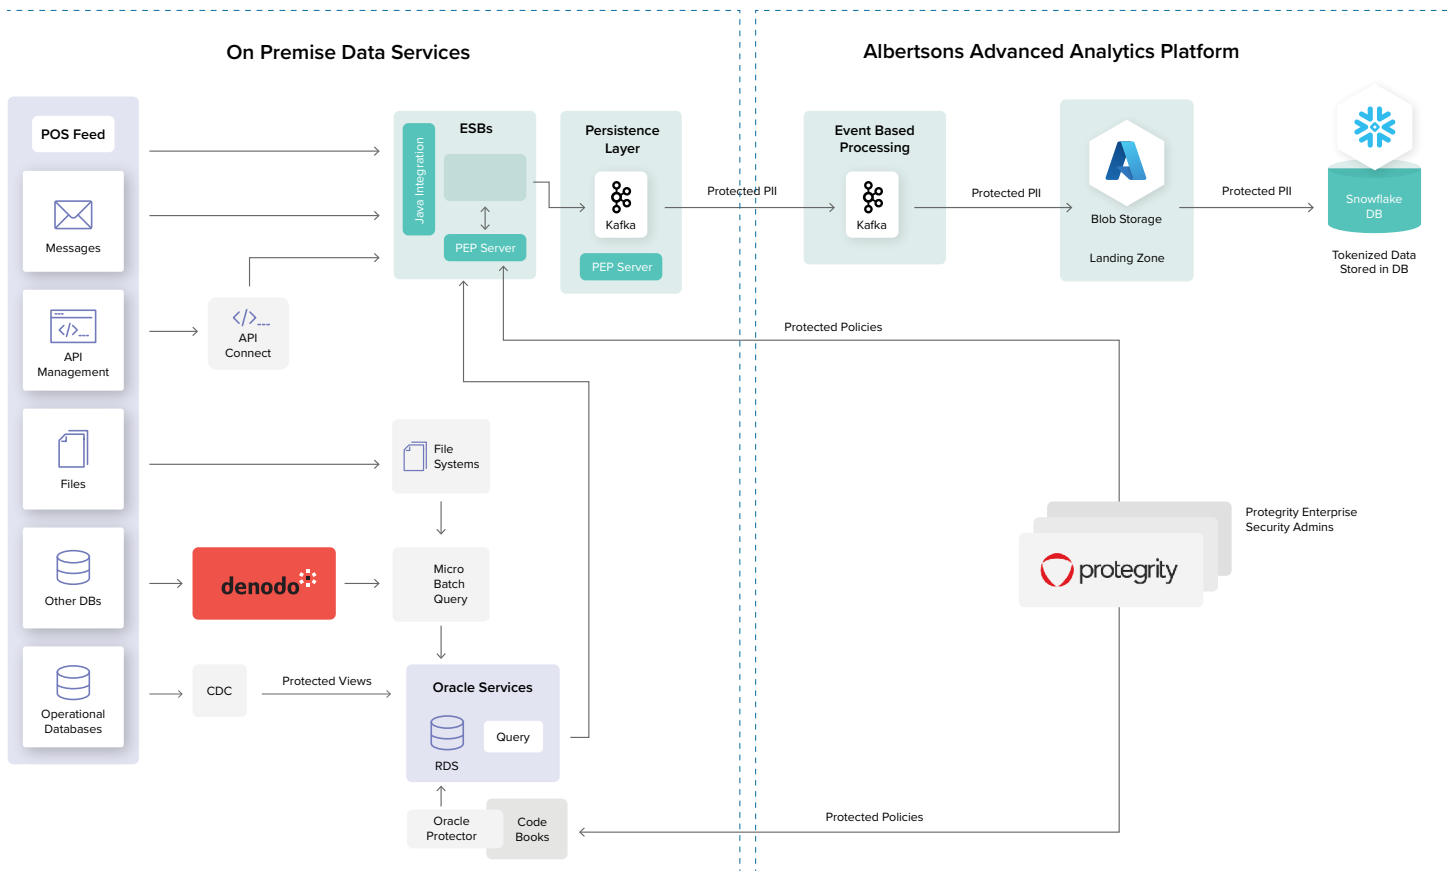 On Premise Data Services
Albertsons Advanced Analytics Platform
POS Feed
Messages
API
Management
Files
Other DBs
Operational
Databases
</>
API
Connect
denodo
CDC
Protected Views
ESBs
Java Integration
PEP Server
Persistence
Layer
Kafka
PEP Server
File
Systems
Micro
Batch
Query
Oracle Services
RDS
Query
Oracle
Protector
Code
Books
Protected PII
Event Based
Processing
Kafka
Protected PII
Blob Storage
Landing Zone
Protected PII
Snowflake
DB
Tokenized Data
Stored in DB
Protected Policies
Protegrity Enterprise
Security Admins
protegrity
Protected Policies